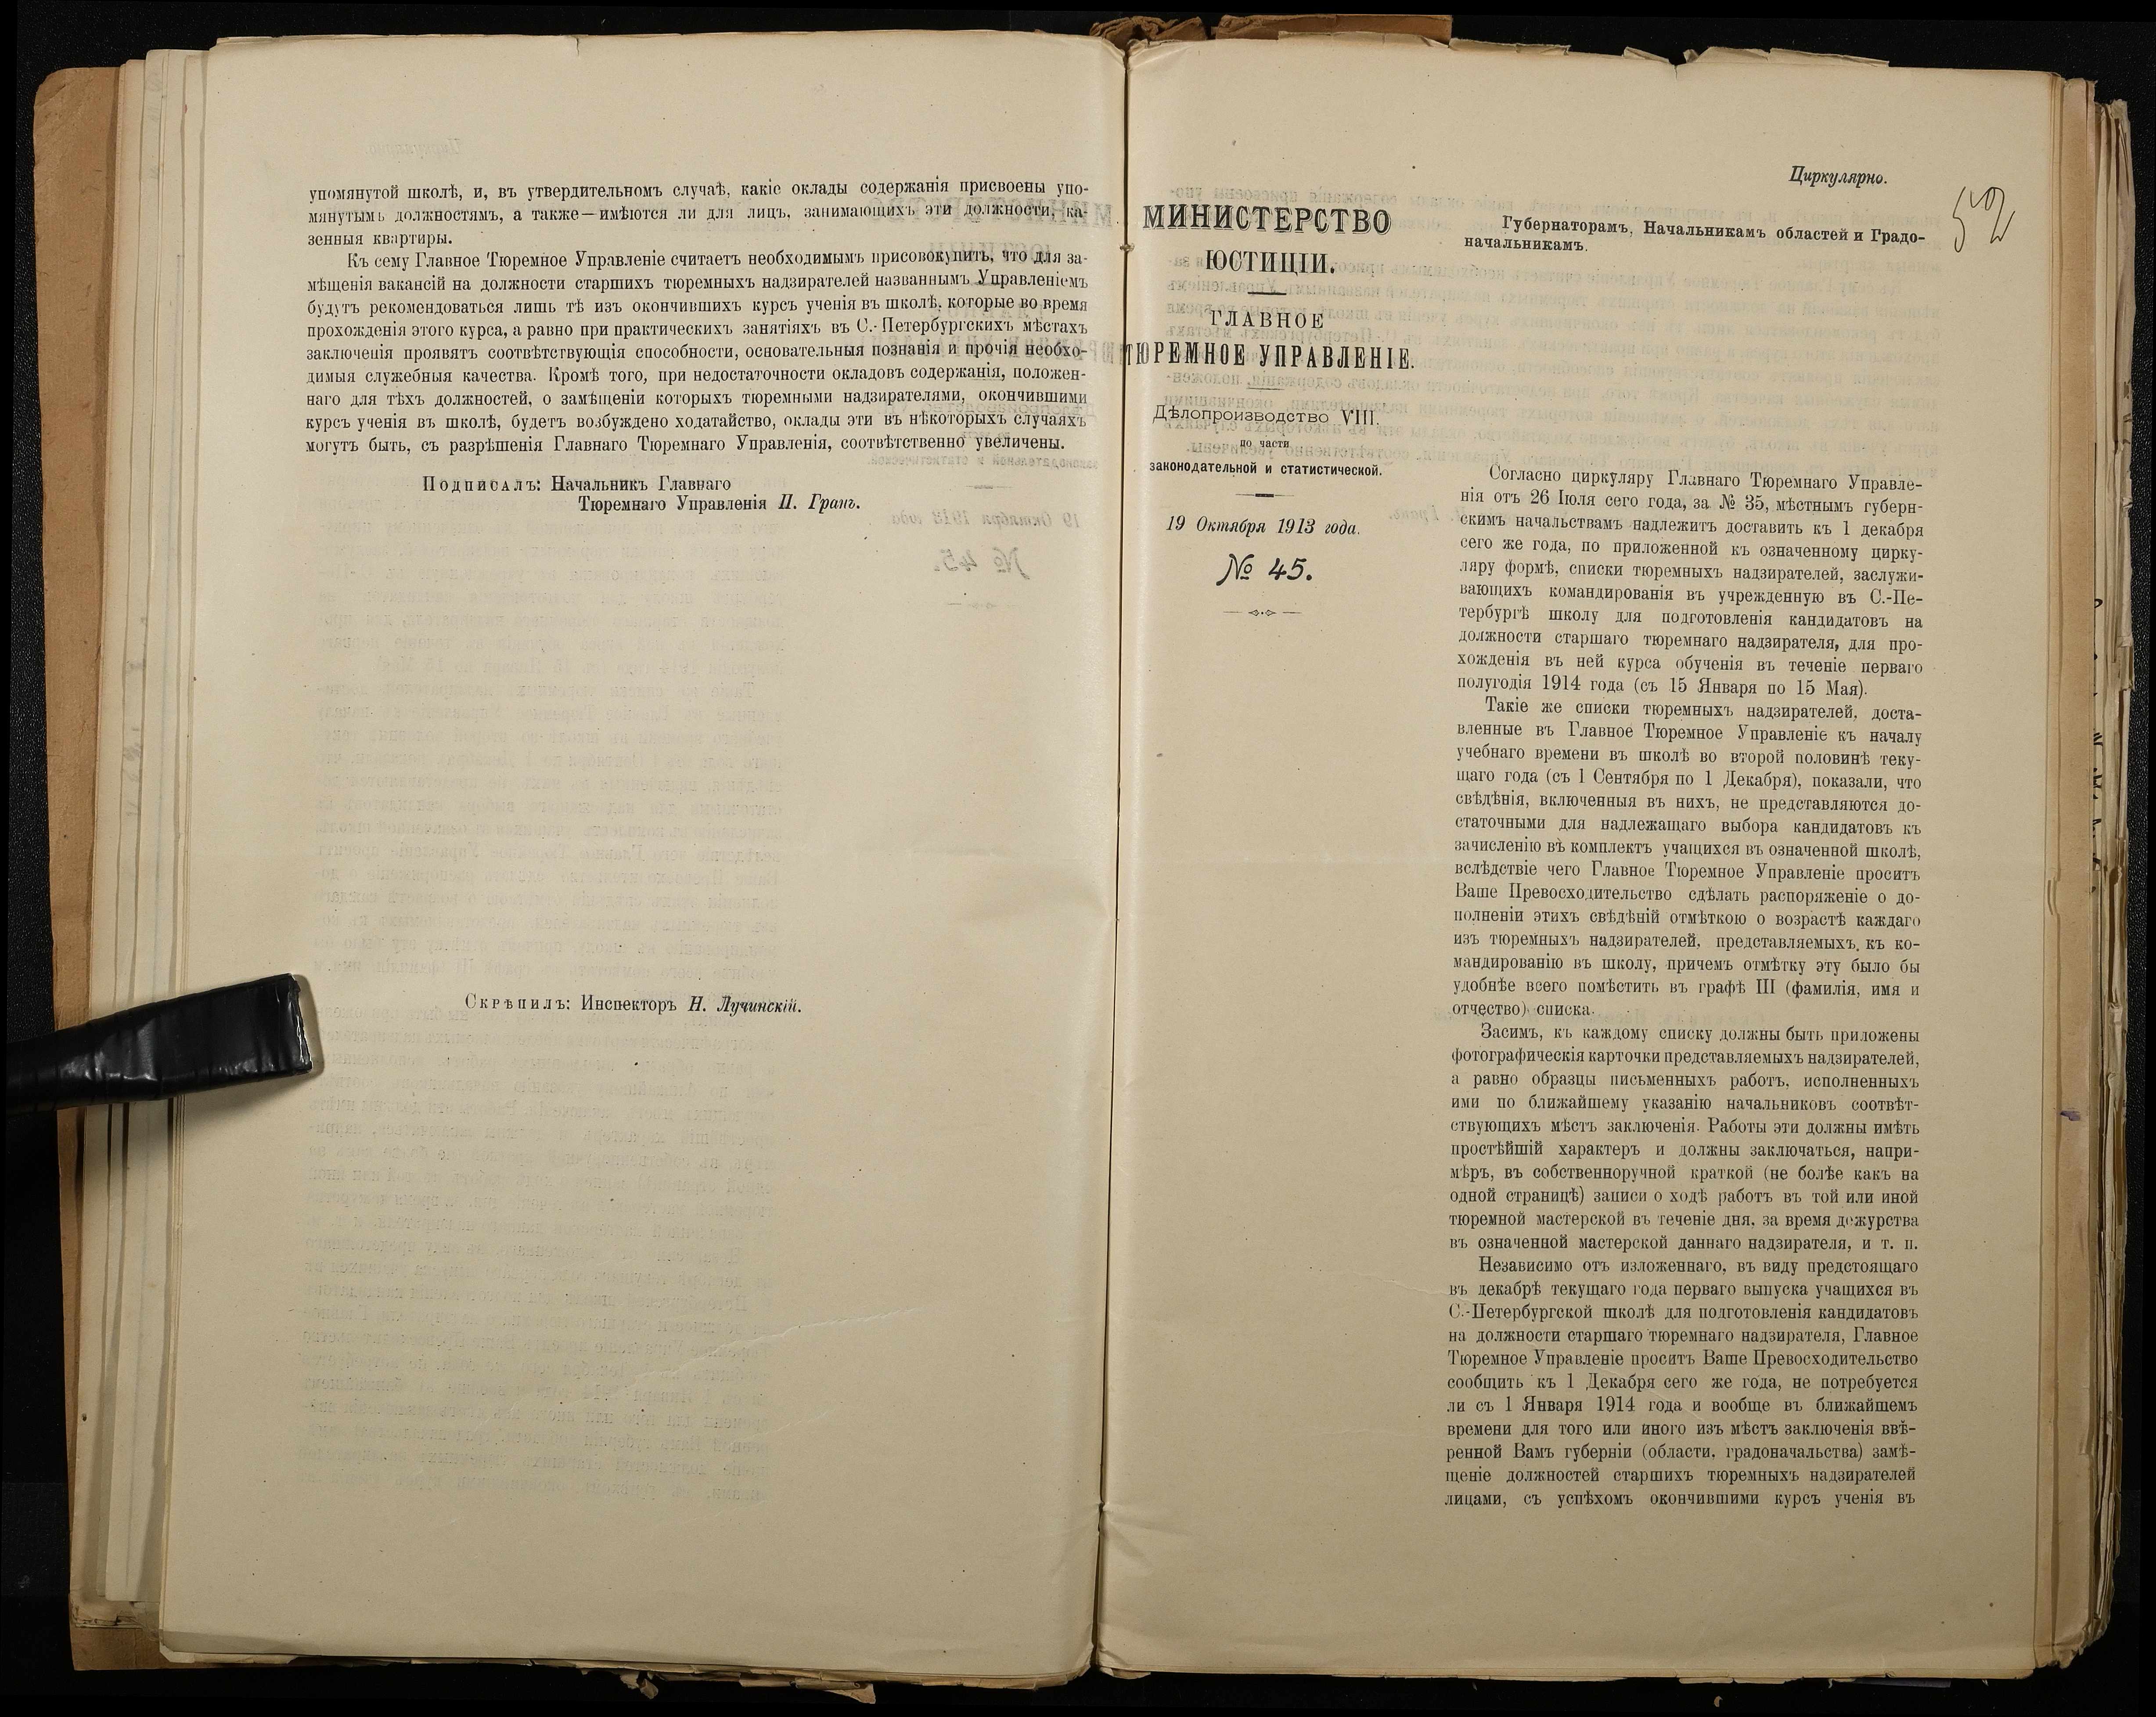 упомянутой школѣ, и, въ утвердительномъ случаѣ, какіе оклады содержанія присвоены упо-
мянутымъ должностямъ, а также—имѣются ли для лицъ, занимающихъ эти должности, ка-
зенныя квартиры.
Къ сему Главное Тюремное Управленіе считаетъ необходимымъ присовокупить, что для за-
мѣщенія вакансій на должности старшихъ тюремныхъ надзирателей названнымъ Управленіемъ
будутъ рекомендоваться лишь тѣ изъ окончившихъ курсъ ученія въ школѣ, которые во время
прохожденія этого курса, а равно при практическихъ занятіяхъ въ С.-Петербургскихъ мѣстахъ
заключенія проявятъ соотвѣтствующія способности, основательныя познанія и прочія необхо-
димыя служебныя качества. Кромѣ того, при недостаточности окладовъ содержанія, положен-
наго для тѣхъ должностей, о замѣщеніи которыхъ тюремными надзирателями, окончившими
курсъ ученія въ школѣ, будетъ возбуждено ходатайство, оклады эти въ нѣкоторыхъ случаяхъ
могутъ быть, съ разрѣшенія Главнаго Тюремнаго Управленія, соотвѣтственно увеличены.
Подписалъ: Начальникъ Главнаго
Тюремнаго Управленія П. Гранъ.
Скрѣпилъ: Инспекторъ Н. Лучинскій.
Циркулярно.
52
МИНИСТЕРСТВО
ЮСТИЦІИ.
ГЛАВНОЕ
ТЮРЕМНОЕ УПРАВЛЕНІЕ.
Дѣлопроизводство VIII.
по части
законодательной и статистической.
19 Октября 1913 года.
№ 45.
Губернаторамъ, Начальникамъ областей и Градо-
начальникамъ.
Согласно циркуляру Главнаго Тюремнаго Управле-
нія отъ 26 Іюля сего года, за № 35, мѣстнымъ губерн-
скимъ начальствамъ надлежитъ доставить къ 1 декабря
сего же года, по приложенной къ означенному цирку-
ляру формѣ, списки тюремныхъ надзирателей, заслужи-
вающихъ командированія въ учрежденную въ С.-Пе-
тербургѣ школу для подготовленія кандидатовъ на
должности старшаго тюремнаго надзирателя, для про-
хожденія въ ней курса обученія въ теченіе перваго
полугодія 1914 года (съ 15 Января по 15 Мая).
Такіе же списки тюремныхъ надзирателей, доста-
вленные въ Главное Тюремное Управленіе къ началу
учебнаго времени въ школѣ во второй половинѣ теку-
щаго года (съ 1 Сентября по 1 Декабря), показали, что
свѣдѣнія, включенныя въ нихъ, не представляются до-
статочными для надлежащаго выбора кандидатовъ къ
зачисленію въ комплектъ учащихся въ означенной школѣ,
вслѣдствіе чего Главное Тюремное Управленіе проситъ
Ваше Превосходительство сдѣлать распоряженіе о до-
полненіи этихъ свѣдѣній отмѣткою о возрастѣ каждаго
изъ тюремныхъ надзирателей, представляемыхъ къ ко-
мандированію въ школу, причемъ отмѣтку эту было бы
удобнѣе всего помѣстить въ графѣ III (фамилія, имя и
отчество) списка.
Засимъ, къ каждому списку должны быть приложены
фотографическія карточки представляемыхъ надзирателей,
а равно образцы письменныхъ работъ, исполненныхъ
ими по ближайшему указанію начальниковъ соотвѣт-
ствующихъ мѣстъ заключенія. Работы эти должны имѣть
простѣйшій характеръ и должны заключаться, напри-
мѣръ, въ собственноручной краткой (не болѣе какъ на
одной страницѣ) записи о ходѣ работъ въ той или иной
тюремной мастерской въ теченіе дня, за время дежурства
въ означенной мастерской даннаго надзирателя, и т. п.
Независимо отъ изложеннаго, въ виду предстоящаго
въ декабрѣ текущаго года перваго выпуска учащихся въ
С.-Петербургской школѣ для подготовленія кандидатовъ
на должности старшаго тюремнаго надзирателя, Главное
Тюремное Управленіе проситъ Ваше Превосходительство
сообщить къ 1 Декабря сего же года, не потребуется
ли съ 1 Января 1914 года и вообще въ ближайшемъ
времени для того или иного изъ мѣстъ заключенія ввѣ-
ренной Вамъ губерніи (области, градоначальства) замѣ-
щеніе должностей старшихъ тюремныхъ надзирателей
лицами, съ успѣхомъ окончившими курсъ ученія въ